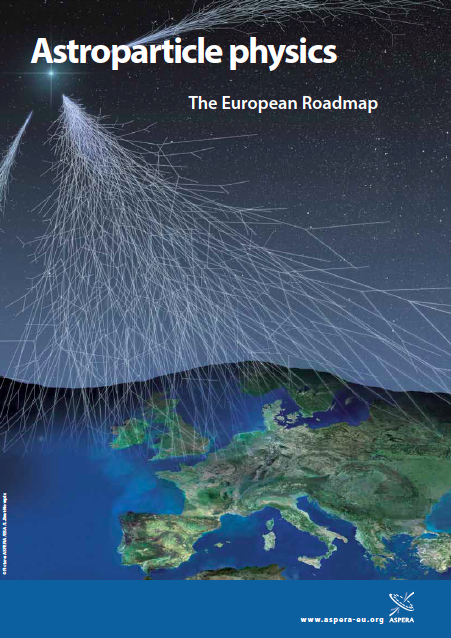 Astroparticle physics
The European Roadmap
www.aspera-eu.org
ASPERA